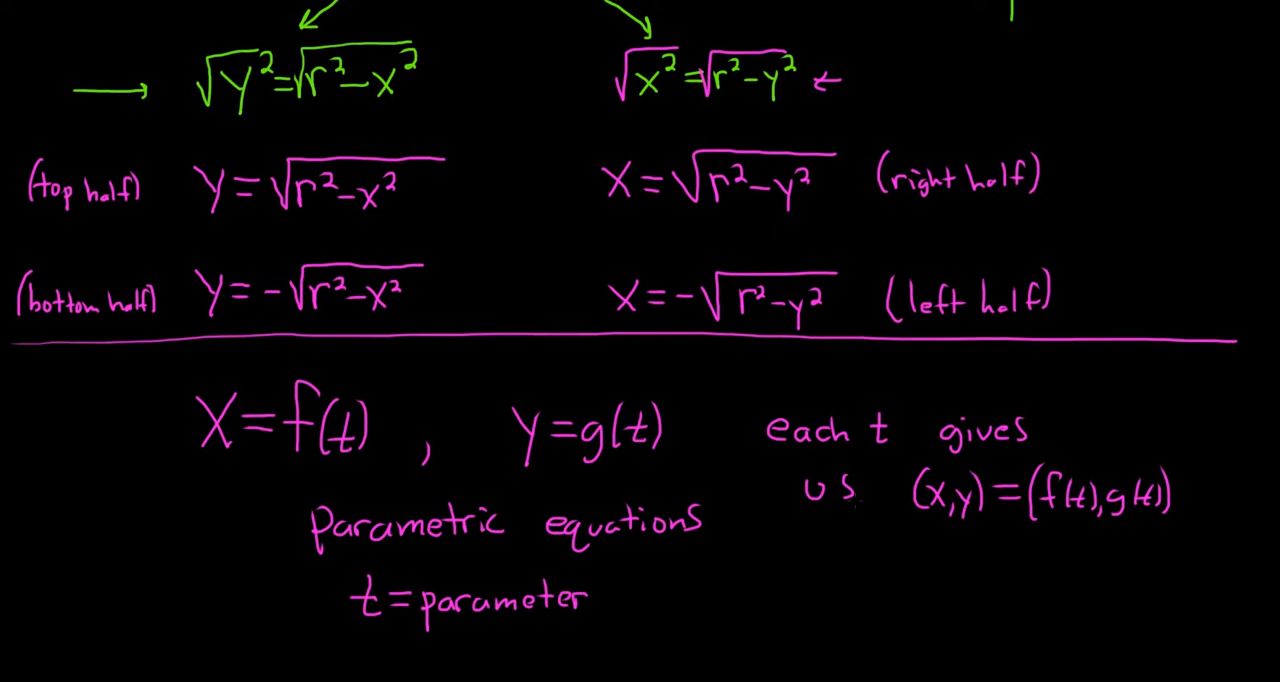 √y² = √r² - x²    √x² = √r² - y²
(top half)  y = √r² - x²    x = √r² - y²  (right half)
(bottom half)  y = -√r² - x²    x = -√r² - y²  (left half)
x = f(t) , y = g(t)    each t gives
us (x,y) = (f(t), g(t))
parametric equations
t = parameter